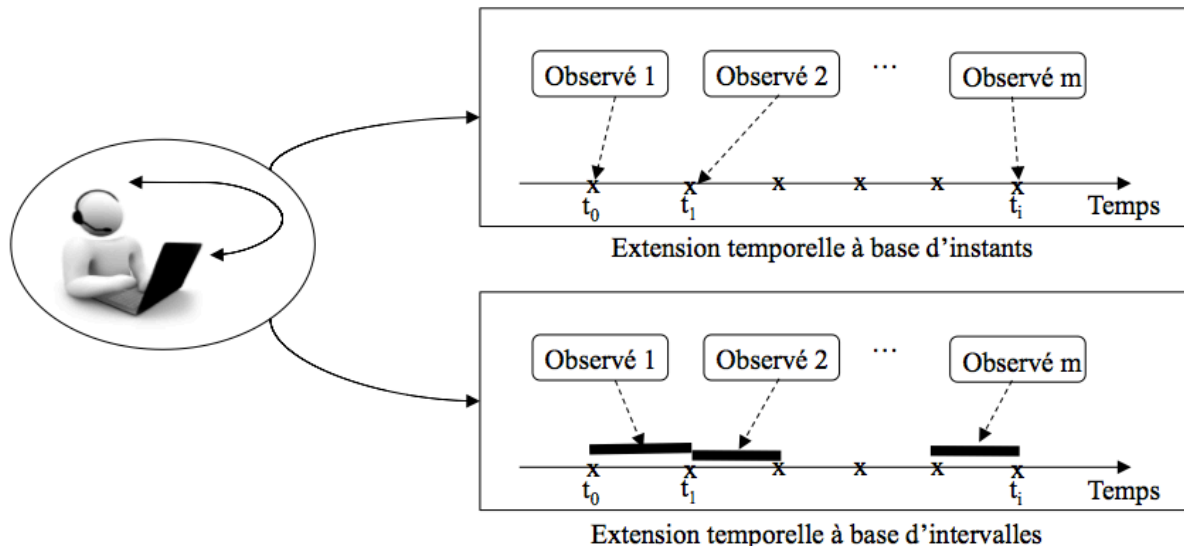 Observé 1 Observé 2 ... Observé m
x x x x x x
t0 t1 ti Temps
Extension temporelle à base d'instants
Observé 1 Observé 2 ... Observé m
x x x x x x
t0 t1 ti Temps
Extension temporelle à base d'intervalles